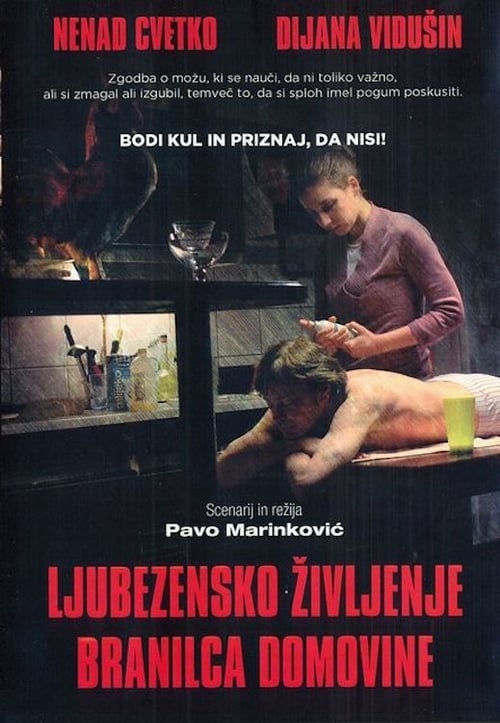 NENAD CVETKO DIJANA VIDUŠIN
Zgodba o možu, ki se nauči, da ni toliko važno,
ali si zmagal ali izgubil, temveč to, da si sploh imel pogum poskusiti.
BODI KUL IN PRIZNAJ, DA NISI!
Scenarij in režija
Pavo Marinković
LJUBEZENSKO ŽIVLJENJE
BRANILCA DOMOVINE